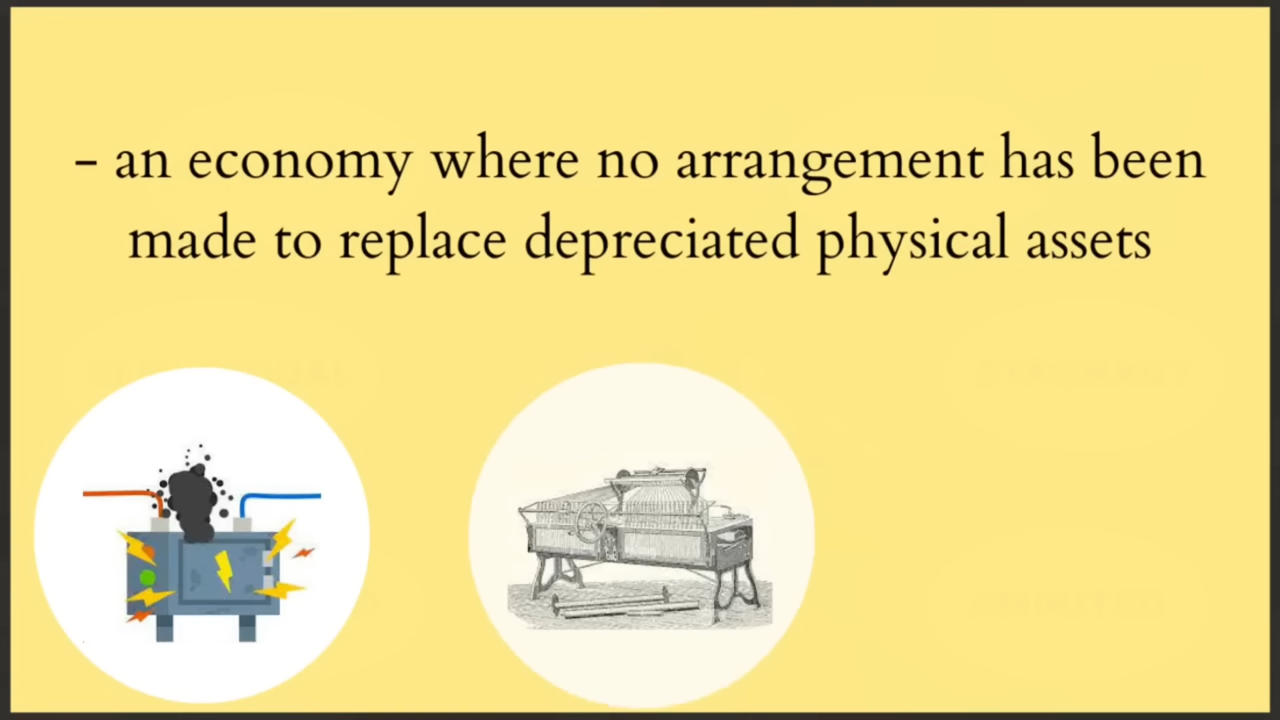 - an economy where no arrangement has been
made to replace depreciated physical assets